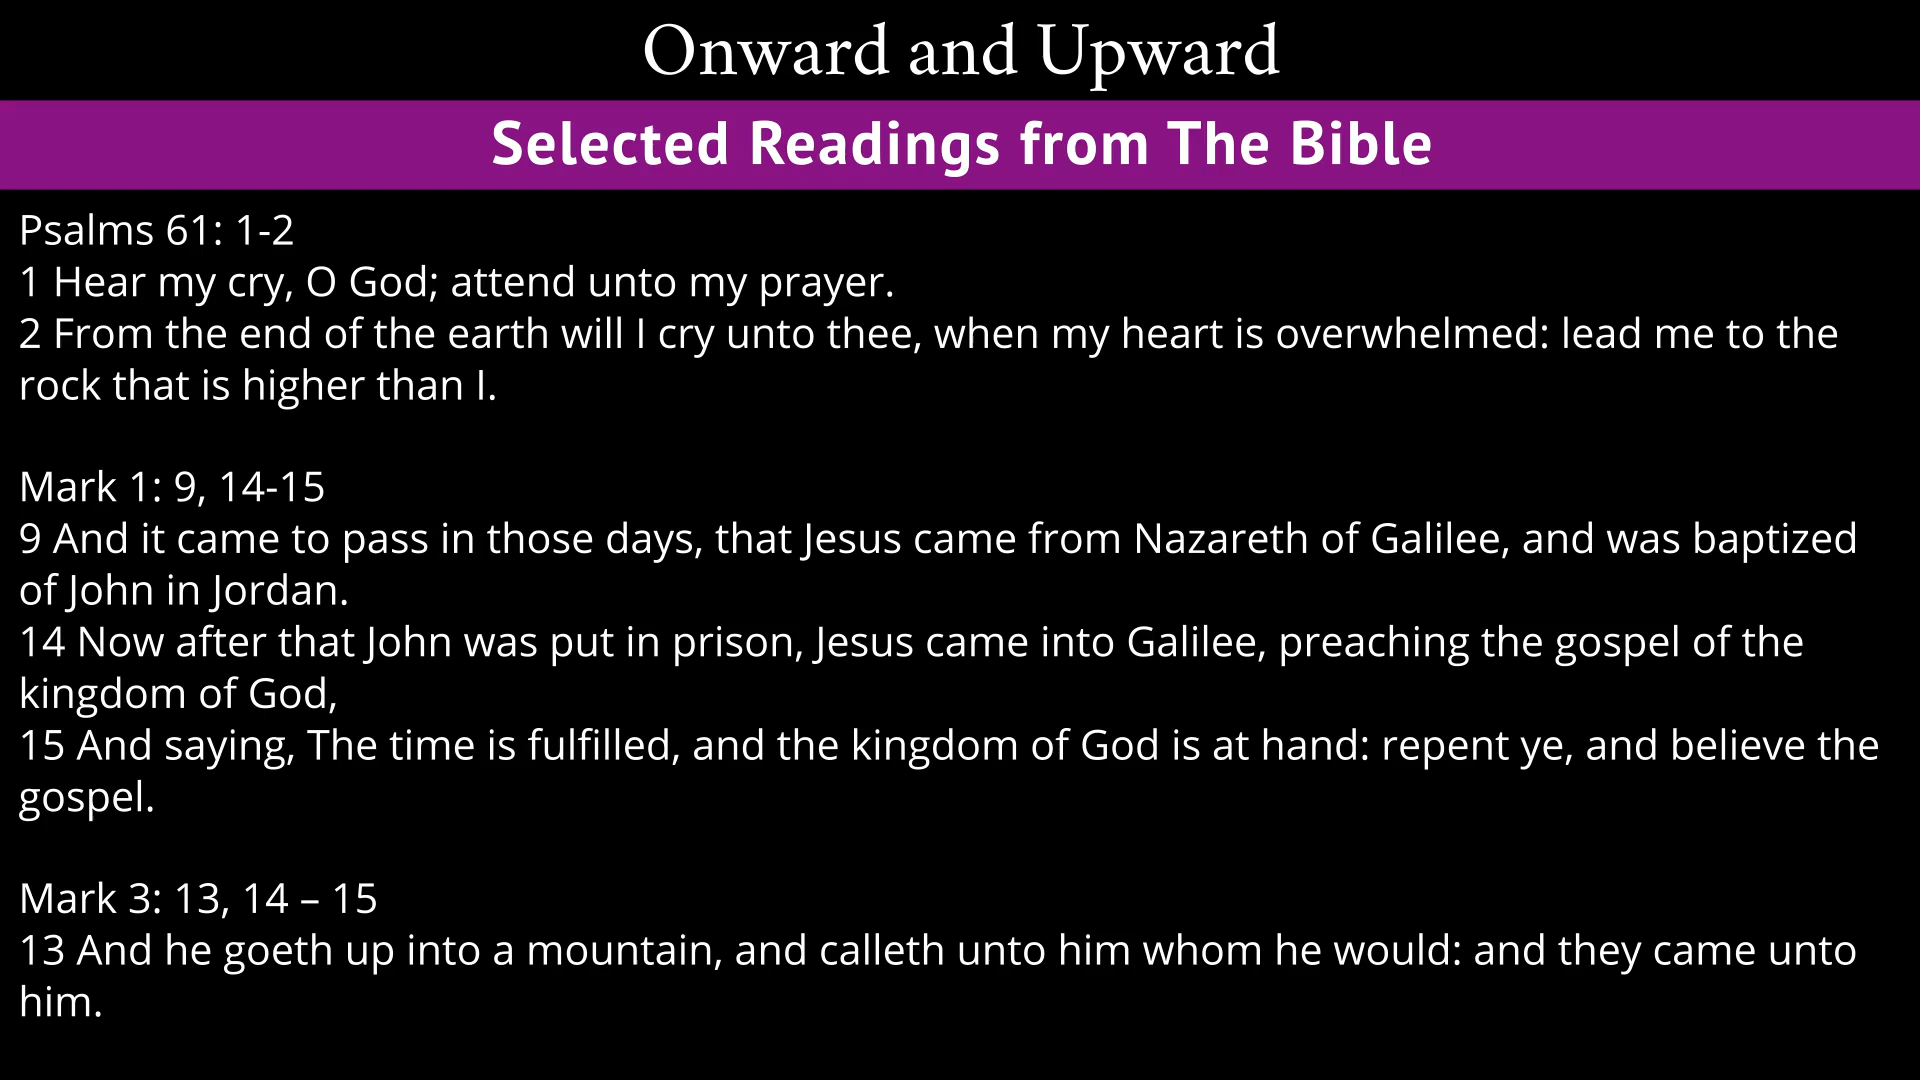 Onward and Upward
Selected Readings from The Bible
Psalms 61: 1-2
1 Hear my cry, O God; attend unto my prayer.
2 From the end of the earth will I cry unto thee, when my heart is overwhelmed: lead me to the
rock that is higher than I.
Mark 1: 9, 14-15
9 And it came to pass in those days, that Jesus came from Nazareth of Galilee, and was baptized
of John in Jordan.
14 Now after that John was put in prison, Jesus came into Galilee, preaching the gospel of the
kingdom of God,
15 And saying, The time is fulfilled, and the kingdom of God is at hand: repent ye, and believe the
gospel.
Mark 3: 13, 14 – 15
13 And he goeth up into a mountain, and calleth unto him whom he would: and they came unto
him.